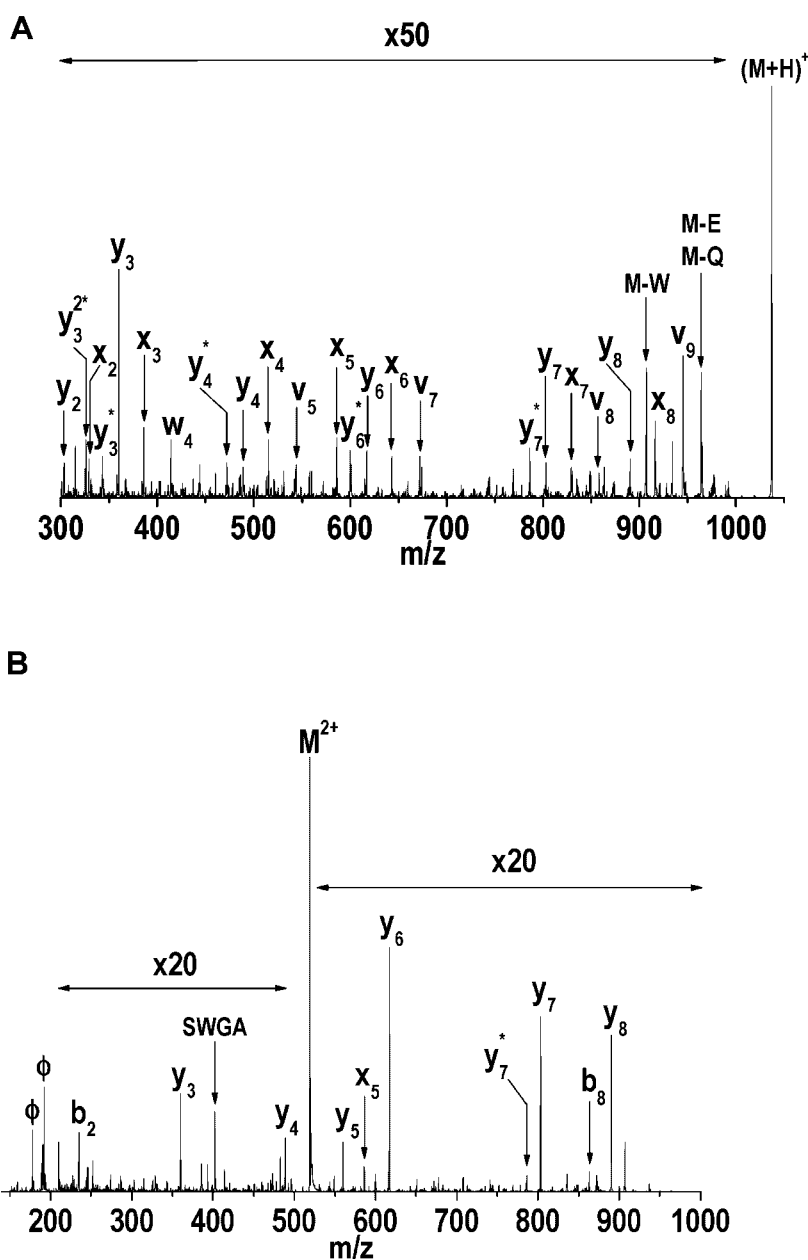 A
x50
(M+H)+
M-E
M-Q
M-W
y3
y3 2*
x2
y2
y3*
x3
w4
y4*
y4
x4
v5
x5
y6*
y6
x6
v7
y7*
y7
x7
v8
y8
x8
v9
300 400 500 600 700 800 900 1000
m/z
B
M2+
x20
x20
y6
SWGA
ϕ
ϕ
b2
y3
y4
y5
x5
y7*
y7
b8
y8
200 300 400 500 600 700 800 900 1000
m/z